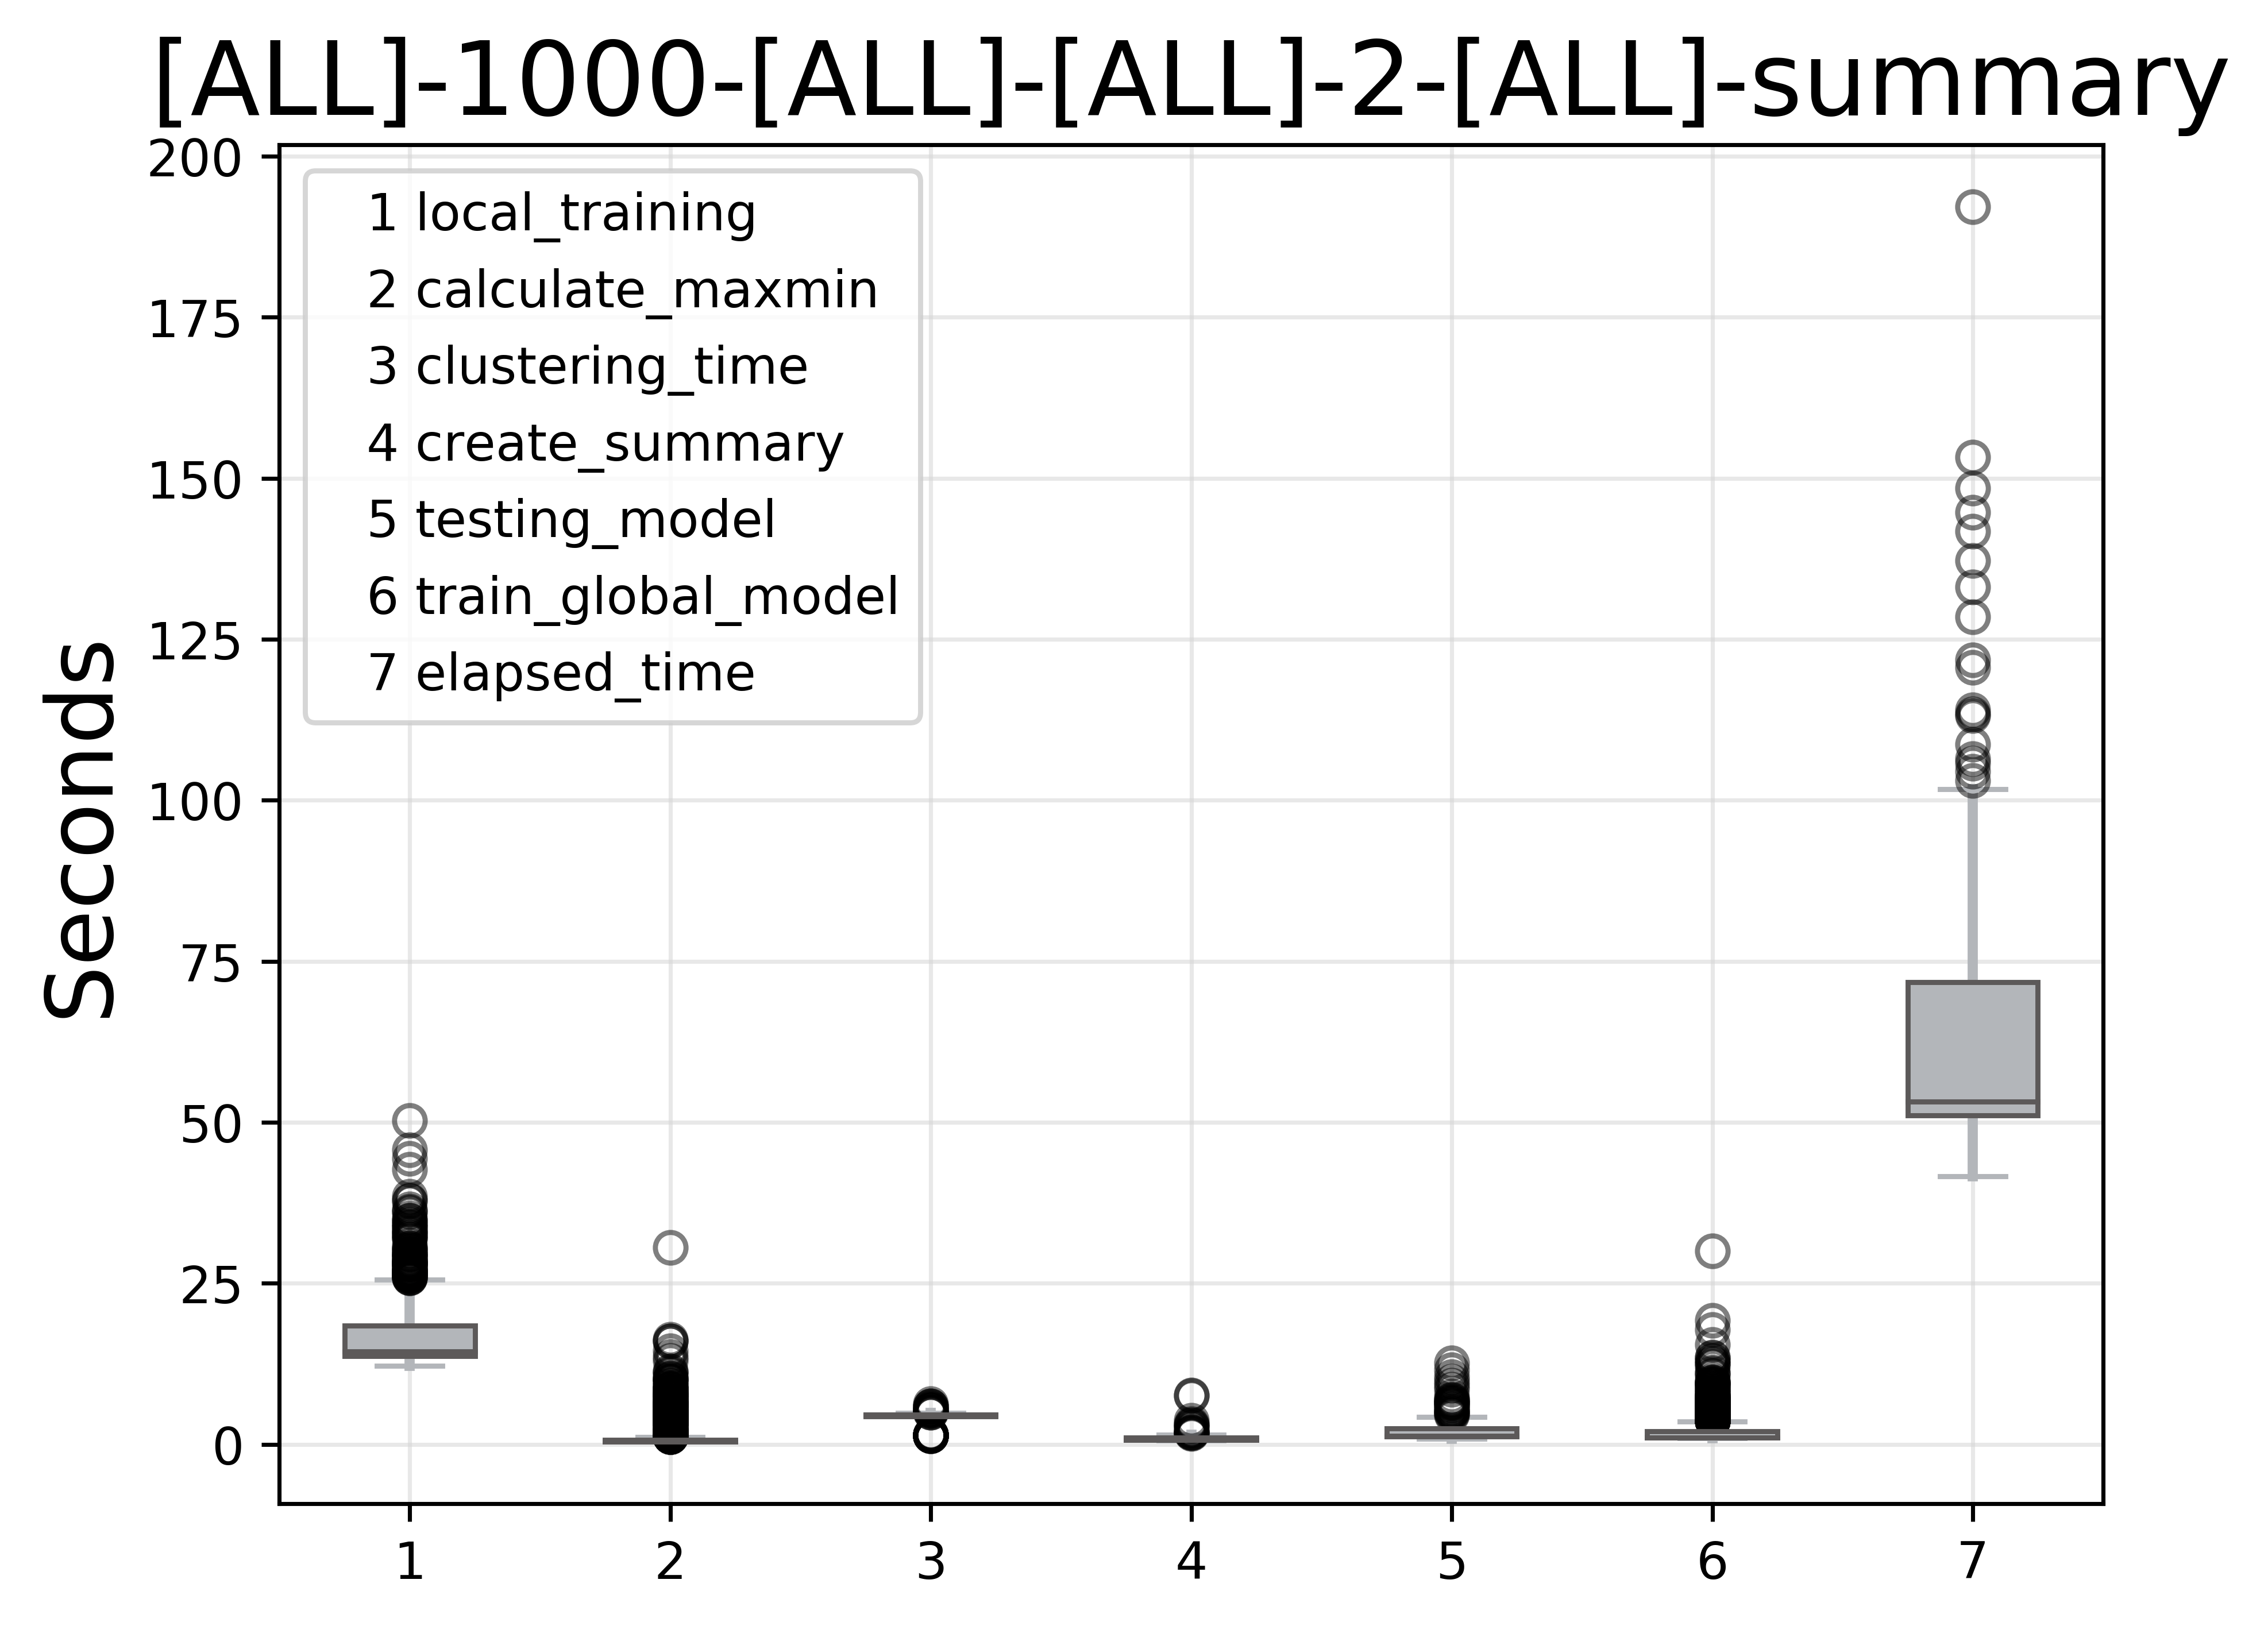 [ALL]-1000-[ALL]-[ALL]-2-[ALL]-summary
200
175
150
125
100
75
50
25
0
Seconds
1 local_training
2 calculate_maxmin
3 clustering_time
4 create_summary
5 testing_model
6 train_global_model
7 elapsed_time
1 2 3 4 5 6 7